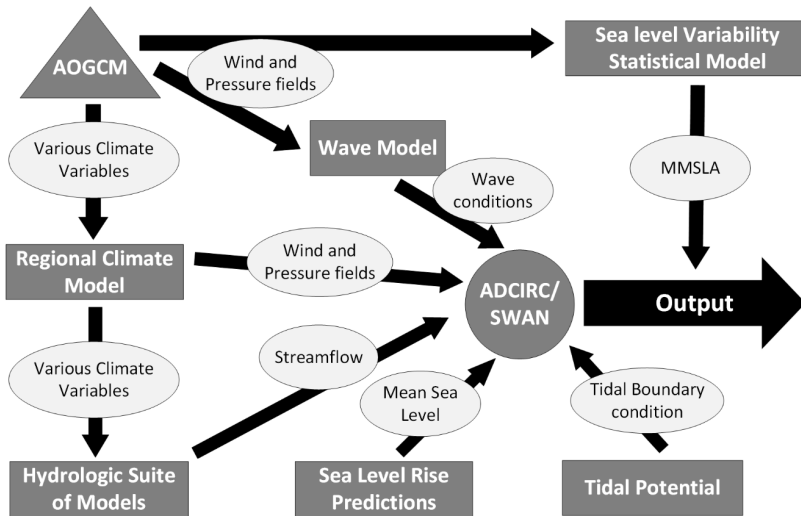 AOGCM
Wind and
Pressure fields
Sea level Variability
Statistical Model
Various Climate
Variables
Wave Model
MMSLA
Wave
conditions
Regional Climate
Model
Wind and
Pressure fields
ADCIRC/
SWAN
Output
Various Climate
Variables
Streamflow
Mean Sea
Level
Tidal Boundary
condition
Hydrologic Suite
of Models
Sea Level Rise
Predictions
Tidal Potential